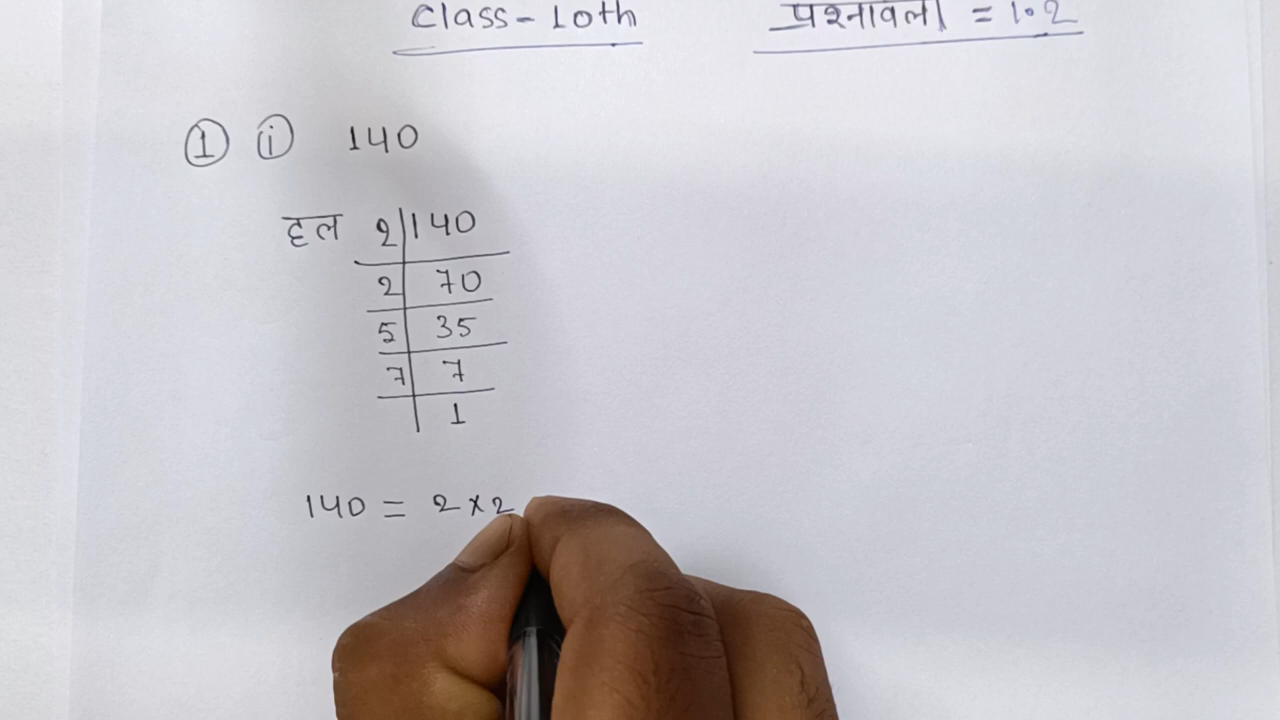 Class - 10th प्रश्नावली = 1.2
① ⓘ 140
हल 2 | 140
2 | 70
5 | 35
7 | 7
| 1
140 = 2 × 2